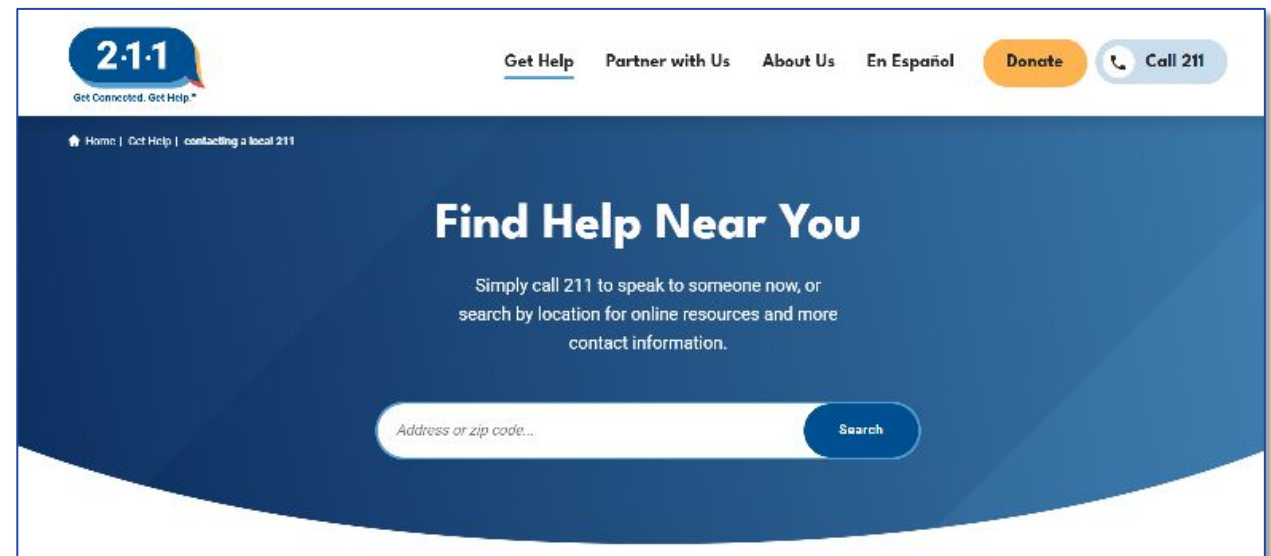 2·1·1
Get Connected. Get Help.™
Get Help Partner with Us About Us En Español Donate Call 211
Home | Get Help | contacting a local 211
Find Help Near You
Simply call 211 to speak to someone now, or
search by location for online resources and more
contact information.
Address or zip code... Search